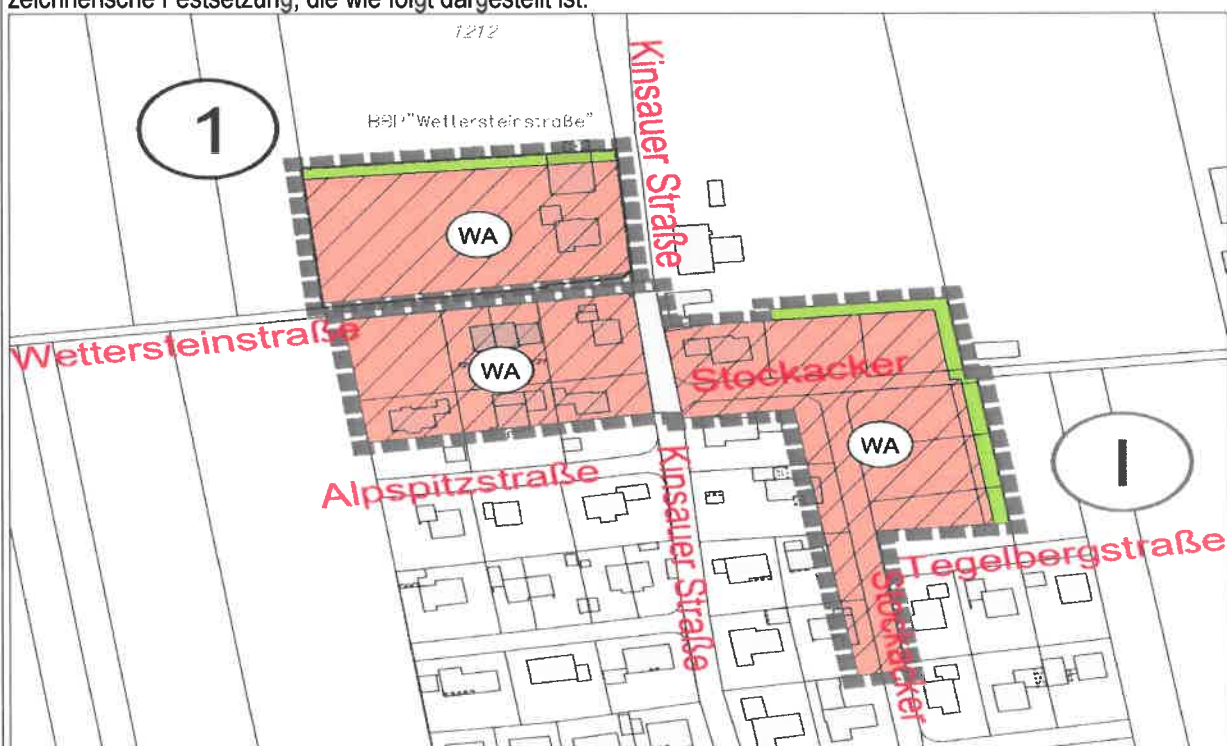 zeichnerische Festsetzung, die wie folgt dargestellt ist:
1212
1
BBP "Wettersteinstraße"
Kinsauer Straße
WA
Wettersteinstraße
WA
Stockacker
WA
I
Alpspitzstraße
Kinsauer Straße
Tegelbergstraße
Stockacker